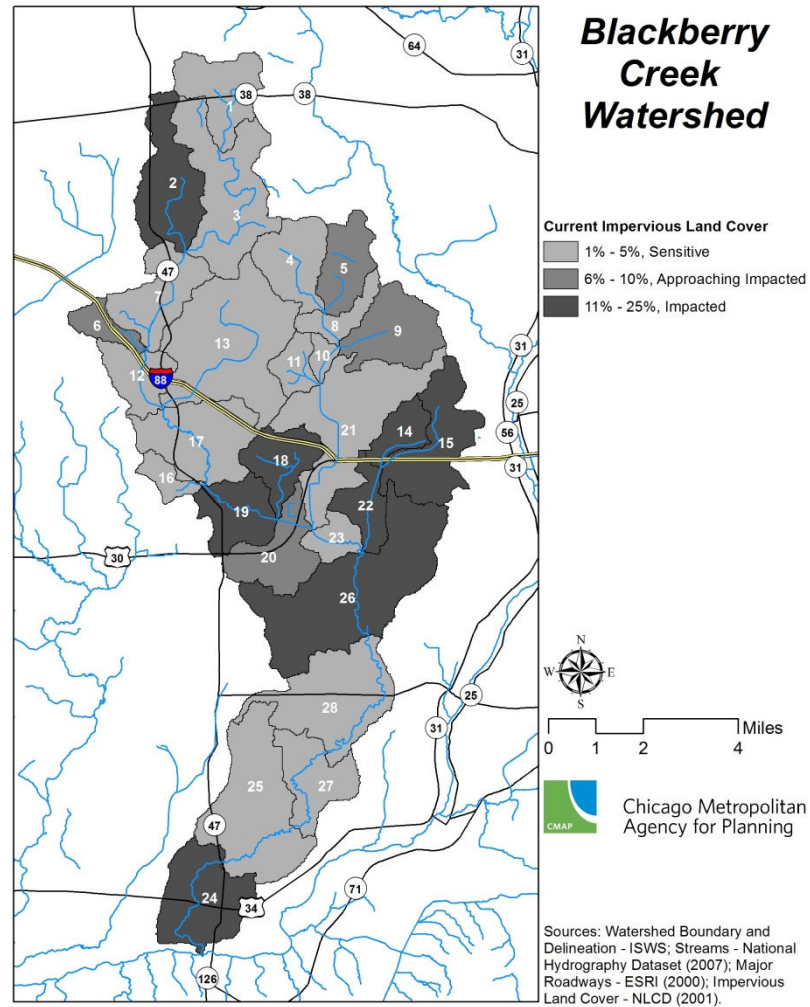 Blackberry
Creek
Watershed
Current Impervious Land Cover
1% - 5%, Sensitive
6% - 10%, Approaching Impacted
11% - 25%, Impacted
64
31
38
38
1
2
3
47
4
5
7
6
8
9
13
11
10
12
88
31
25
56
31
21
14
15
17
18
16
19
22
23
30
20
26
25
28
31
25
27
47
24
34
71
126
N
W
E
S
Miles
0
1
2
4
CMAP
Chicago Metropolitan
Agency for Planning
Sources: Watershed Boundary and
Delineation - ISWS; Streams - National
Hydrography Dataset (2007); Major
Roadways - ESRI (2000); Impervious
Land Cover - NLCD (2001).